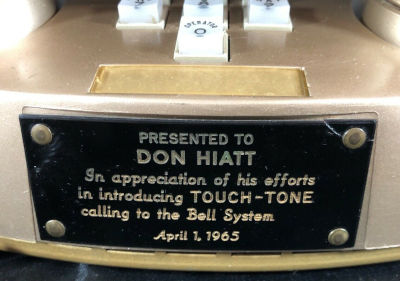 OPERATOR
PRESENTED TO
DON HIATT
In appreciation of his efforts
in introducing TOUCH-TONE
calling to the Bell System
April 1, 1965